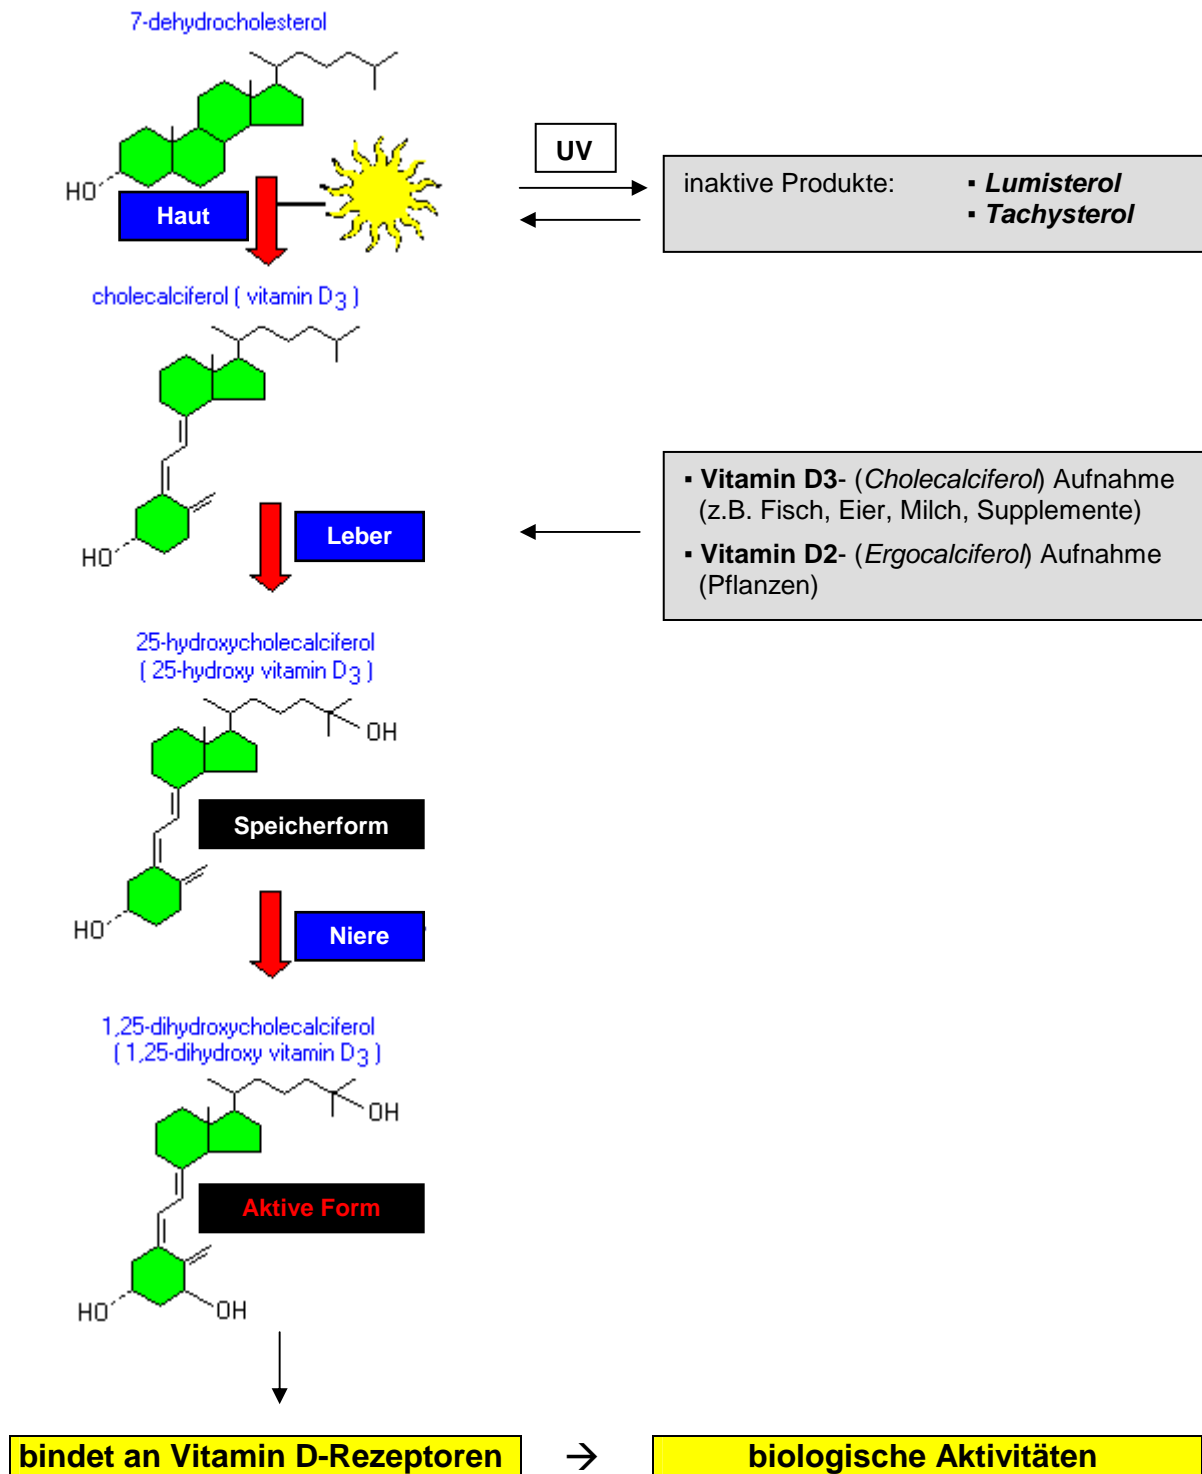 7-dehydrocholesterol
HO
Haut
UV
inaktive Produkte: ▪ Lumisterol
▪ Tachysterol
cholecalciferol ( vitamin D3 )
HO
Leber
▪ Vitamin D3- (Cholecalciferol) Aufnahme
(z.B. Fisch, Eier, Milch, Supplemente)
▪ Vitamin D2- (Ergocalciferol) Aufnahme
(Pflanzen)
25-hydroxycholecalciferol
( 25-hydroxy vitamin D3 )
OH
Speicherform
HO
Niere
1,25-dihydroxycholecalciferol
( 1,25-dihydroxy vitamin D3 )
OH
Aktive Form
HO OH
bindet an Vitamin D-Rezeptoren → biologische Aktivitäten